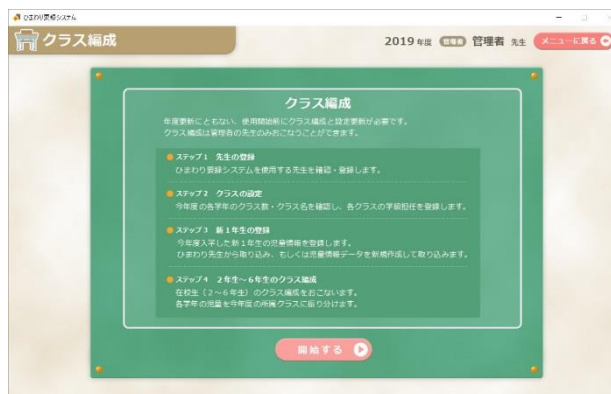 ひまわり要録システム
クラス編成
2019 年度 管理者 管理者 先生 メニューに戻る
クラス編成
年度更新にともない、使用開始前にクラス編成と設定更新が必要です。
クラス編成は管理者の先生のみおこなうことができます。
ステップ1 先生の登録
ひまわり要録システムを使用する先生を確認・登録します。
ステップ2 クラスの設定
今年度の各学年のクラス数・クラス名を確認し、各クラスの学級担任を登録します。
ステップ3 新1年生の登録
今年度入学した新1年生の児童情報を登録します。
ひまわり先生から取り込み、もしくは児童情報データを新規作成して取り込みます。
ステップ4 2年生~6年生のクラス編成
在校生(2~6年生)のクラス編成をおこないます。
各学年の児童を今年度の所属クラスに振り分けます。
開始する